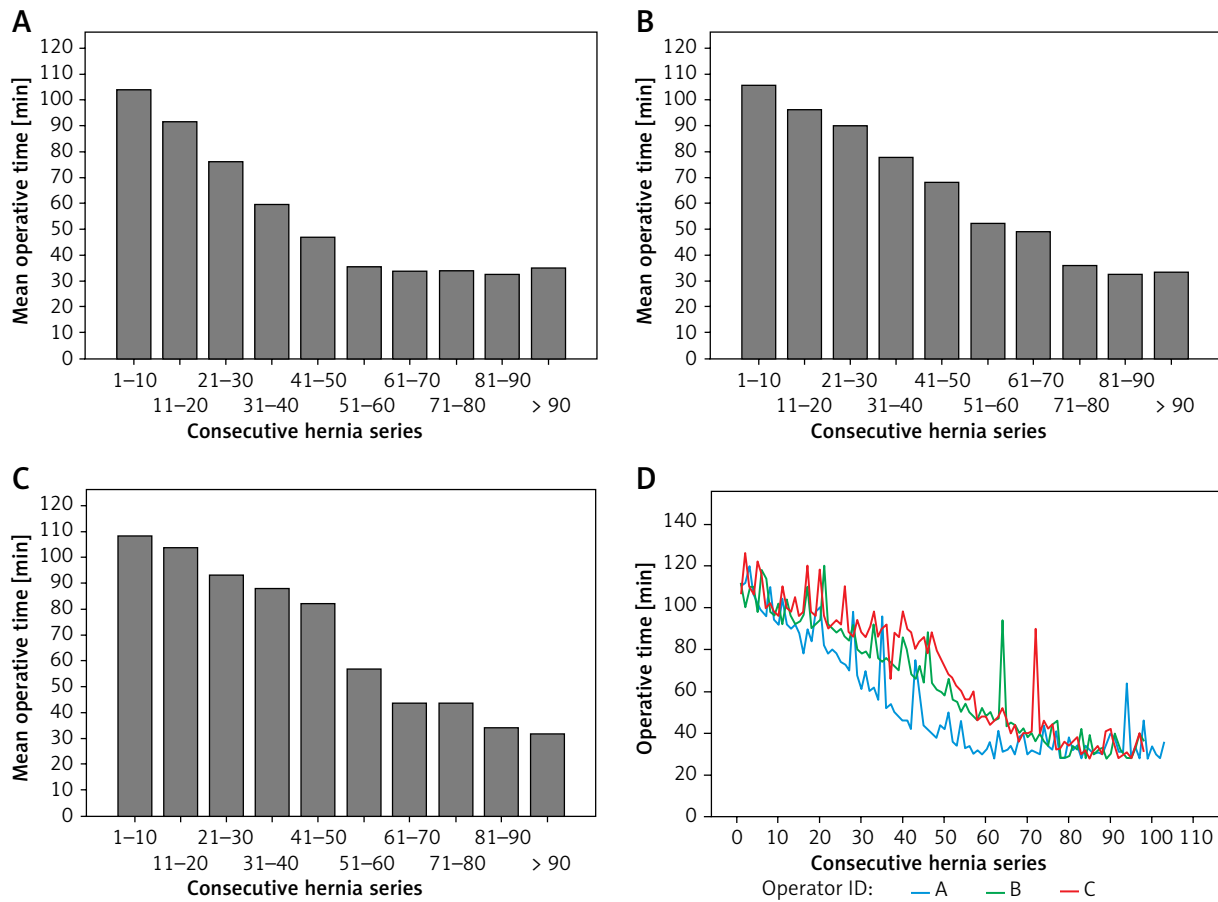 A
Mean operative time [min]
120
110
100
90
80
70
60
50
40
30
20
10
0
1–10 21–30 41–50 61–70 81–90
11–20 31–40 51–60 71–80 > 90
Consecutive hernia series
B
Mean operative time [min]
120
110
100
90
80
70
60
50
40
30
20
10
0
1–10 21–30 41–50 61–70 81–90
11–20 31–40 51–60 71–80 > 90
Consecutive hernia series
C
Mean operative time [min]
120
110
100
90
80
70
60
50
40
30
20
10
0
1–10 21–30 41–50 61–70 81–90
11–20 31–40 51–60 71–80 > 90
Consecutive hernia series
D
Operative time [min]
140
120
100
80
60
40
20
0
0 10 20 30 40 50 60 70 80 90 100 110
Consecutive hernia series
Operator ID: A B C